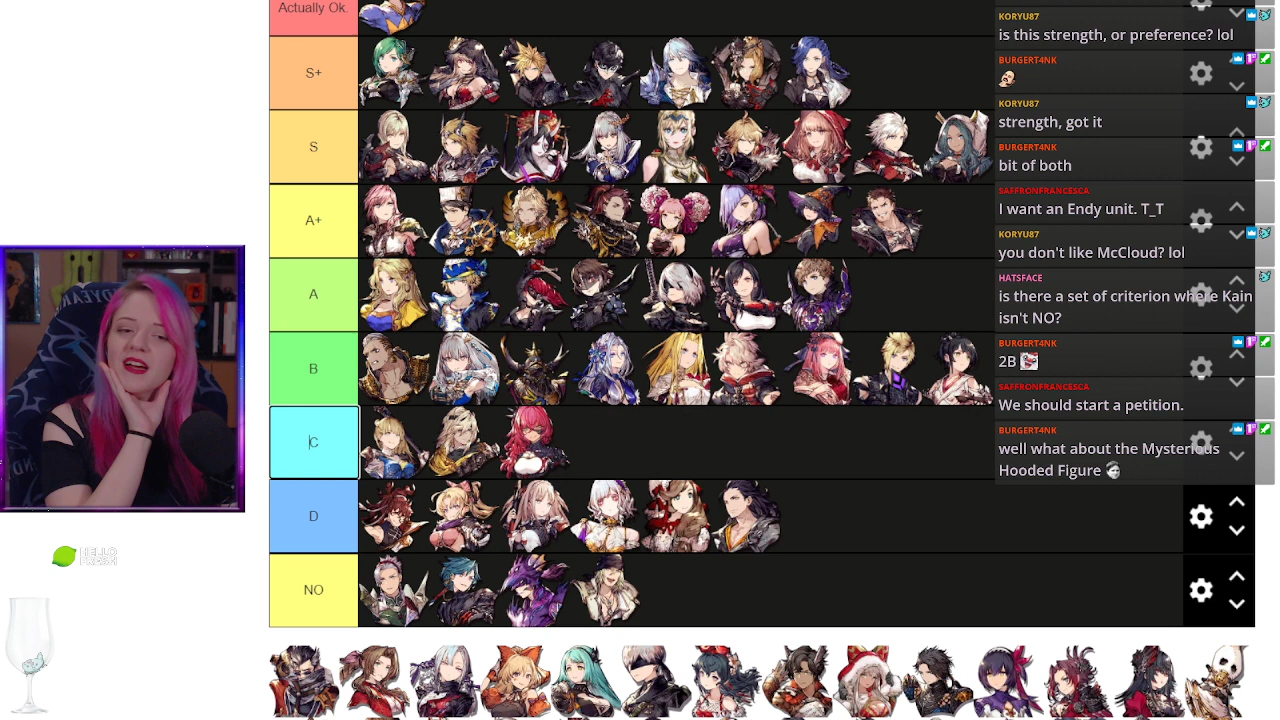 Actually Ok.
S+
S
A+
A
B
C
D
NO
KORYU87
is this strength, or preference? lol
BURGERT4NK
KORYU87
strength, got it
BURGERT4NK
bit of both
SAFFRONFRANCESCA
I want an Endy unit. T_T
KORYU87
you don't like McCloud? lol
HATSFACE
is there a set of criterion where Kain
isn't NO?
BURGERT4NK
2B
SAFFRONFRANCESCA
We should start a petition.
BURGERT4NK
well what about the Mysterious
Hooded Figure
HELLO
FRESH